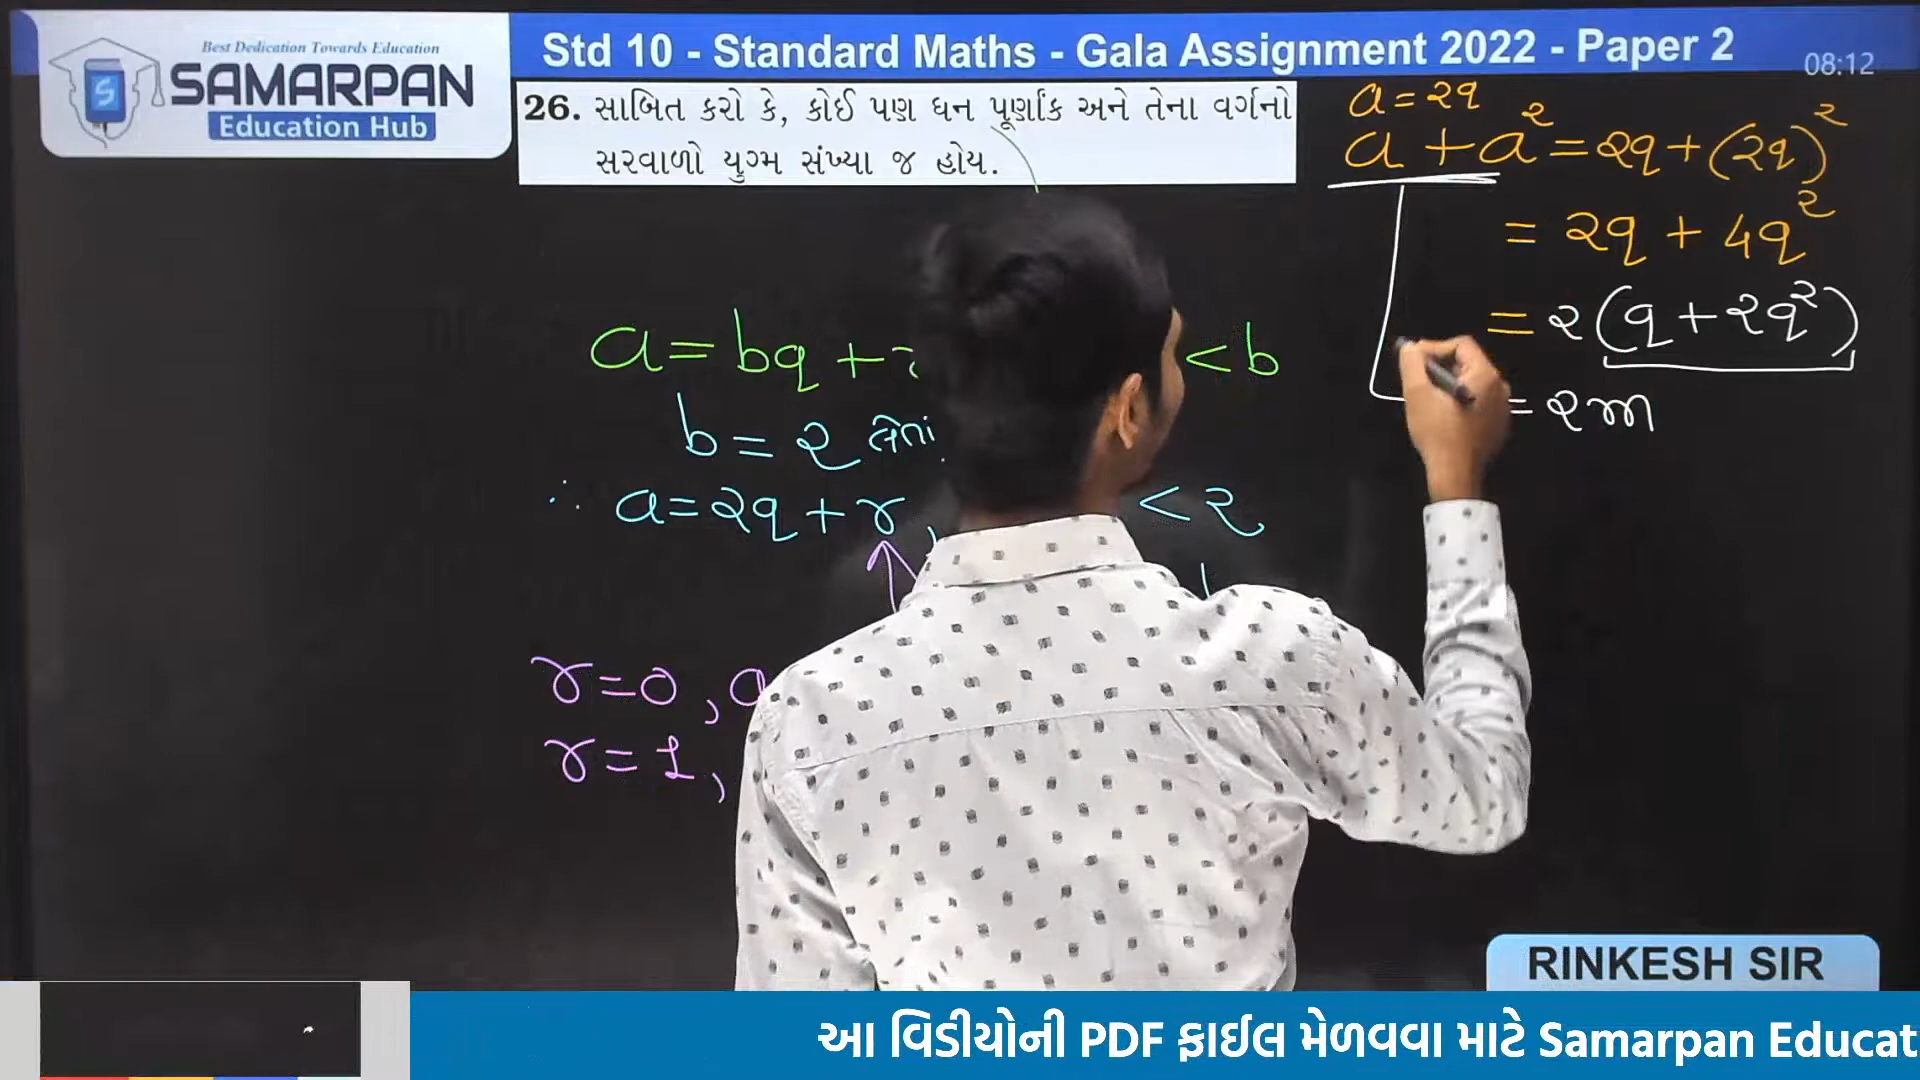 Best Dedication Towards Education
SAMARPAN
Education Hub
Std 10 - Standard Maths - Gala Assignment 2022 - Paper 2
08:12
26. સાબિત કરો કે, કોઈ પણ ધન પૂર્ણાંક અને તેના વર્ગનો
સરવાળો યુગ્મ સંખ્યા જ હોય.
a = ૨q
a + a² = ૨q + (૨q)²
= ૨q + 4q²
= ૨(q + ૨q²)
= ૨m
a = bq +
< b
b = ૨ લેતાં
∴ a = ૨q + r,
< ૨
r = 0, a
r = 1,
RINKESH SIR
આ વિડીયોની PDF ફાઈલ મેળવવા માટે Samarpan Educat